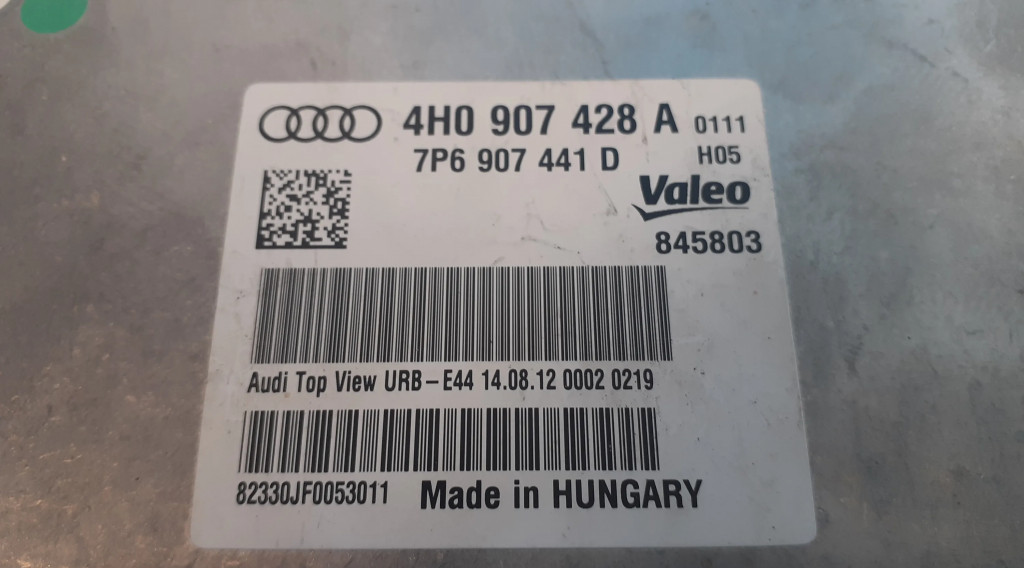 4H0 907 428 A 0111
7P6 907 441 D H05
Valeo
845803
Audi Top View URB-E44 14.08.12 0002 0219
82330JF0053011 Made in HUNGARY